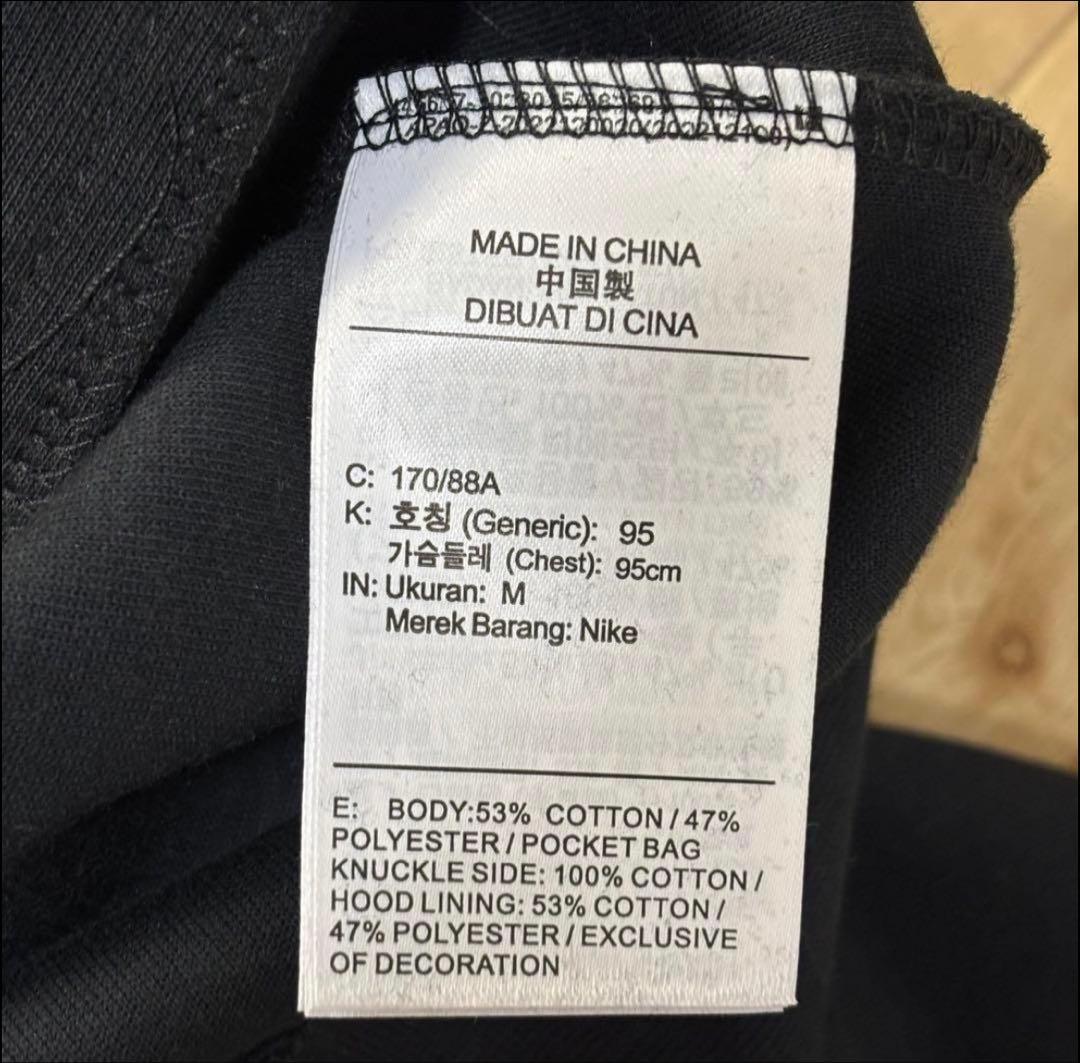 MADE IN CHINA
中国製
DIBUAT DI CINA
C: 170/88A
K: 호칭 (Generic): 95
가슴둘레 (Chest): 95cm
IN: Ukuran: M
Merek Barang: Nike
E: BODY:53% COTTON / 47%
POLYESTER / POCKET BAG
KNUCKLE SIDE: 100% COTTON /
HOOD LINING: 53% COTTON /
47% POLYESTER / EXCLUSIVE
OF DECORATION